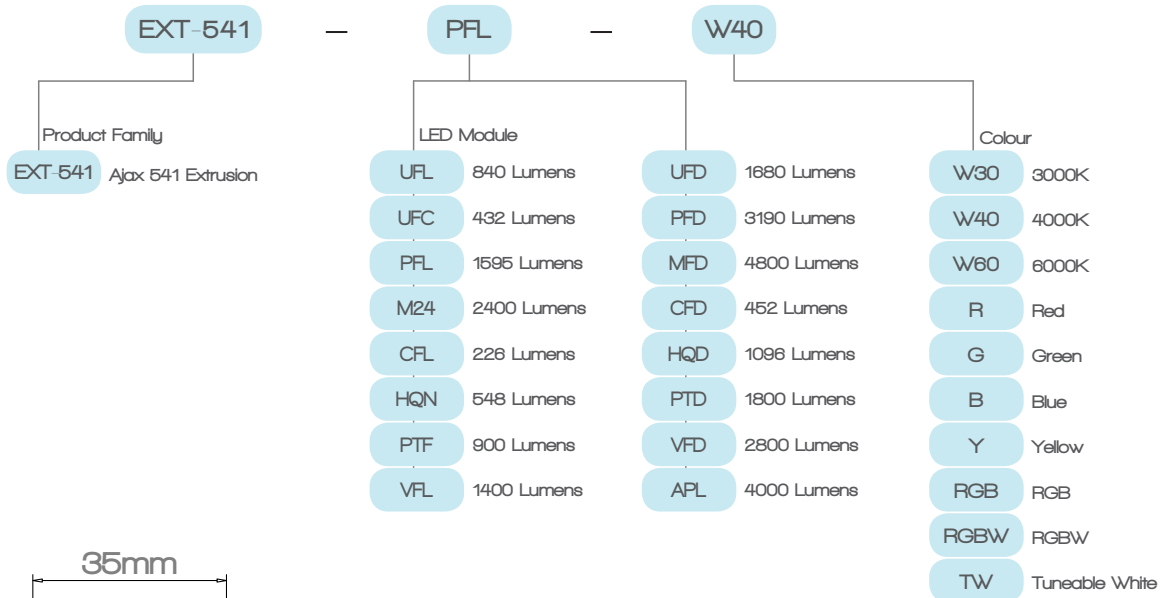 EXT-541 — PFL — W40
Product Family
EXT-541 Ajax 541 Extrusion
LED Module
UFL 840 Lumens
UFC 432 Lumens
PFL 1595 Lumens
M24 2400 Lumens
CFL 226 Lumens
HQN 548 Lumens
PTF 900 Lumens
VFL 1400 Lumens
UFD 1680 Lumens
PFD 3190 Lumens
MFD 4800 Lumens
CFD 452 Lumens
HQD 1096 Lumens
PTD 1800 Lumens
VFD 2800 Lumens
APL 4000 Lumens
Colour
W30 3000K
W40 4000K
W60 6000K
R Red
G Green
B Blue
Y Yellow
RGB RGB
RGBW RGBW
TW Tuneable White
35mm